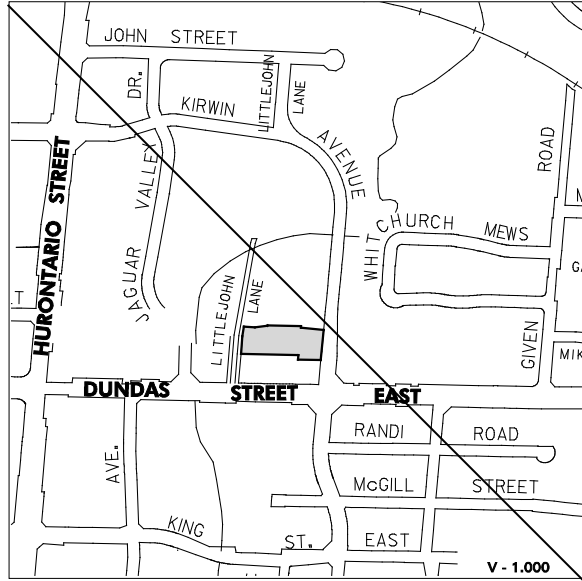 JOHN STREET
DR.
LITTLEJOHN LANE
KIRWIN AVENUE
HURONTARIO STREET
JAGUAR VALLEY
ROAD
WHITCHURCH MEWS
LITTLEJOHN LANE
GIVEN
MIK
DUNDAS STREET EAST
RANDI ROAD
AVE.
McGILL STREET
KING ST. EAST
V - 1.000